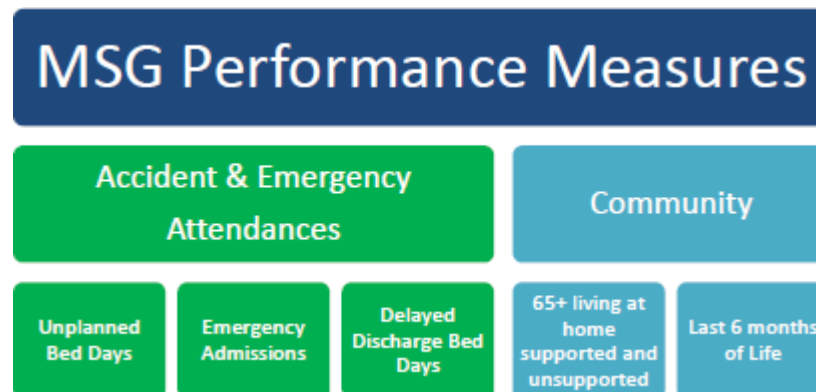 MSG Performance Measures
Accident & Emergency
Attendances
Community
Unplanned
Bed Days
Emergency
Admissions
Delayed
Discharge Bed
Days
65+ living at
home
supported and
unsupported
Last 6 months
of Life